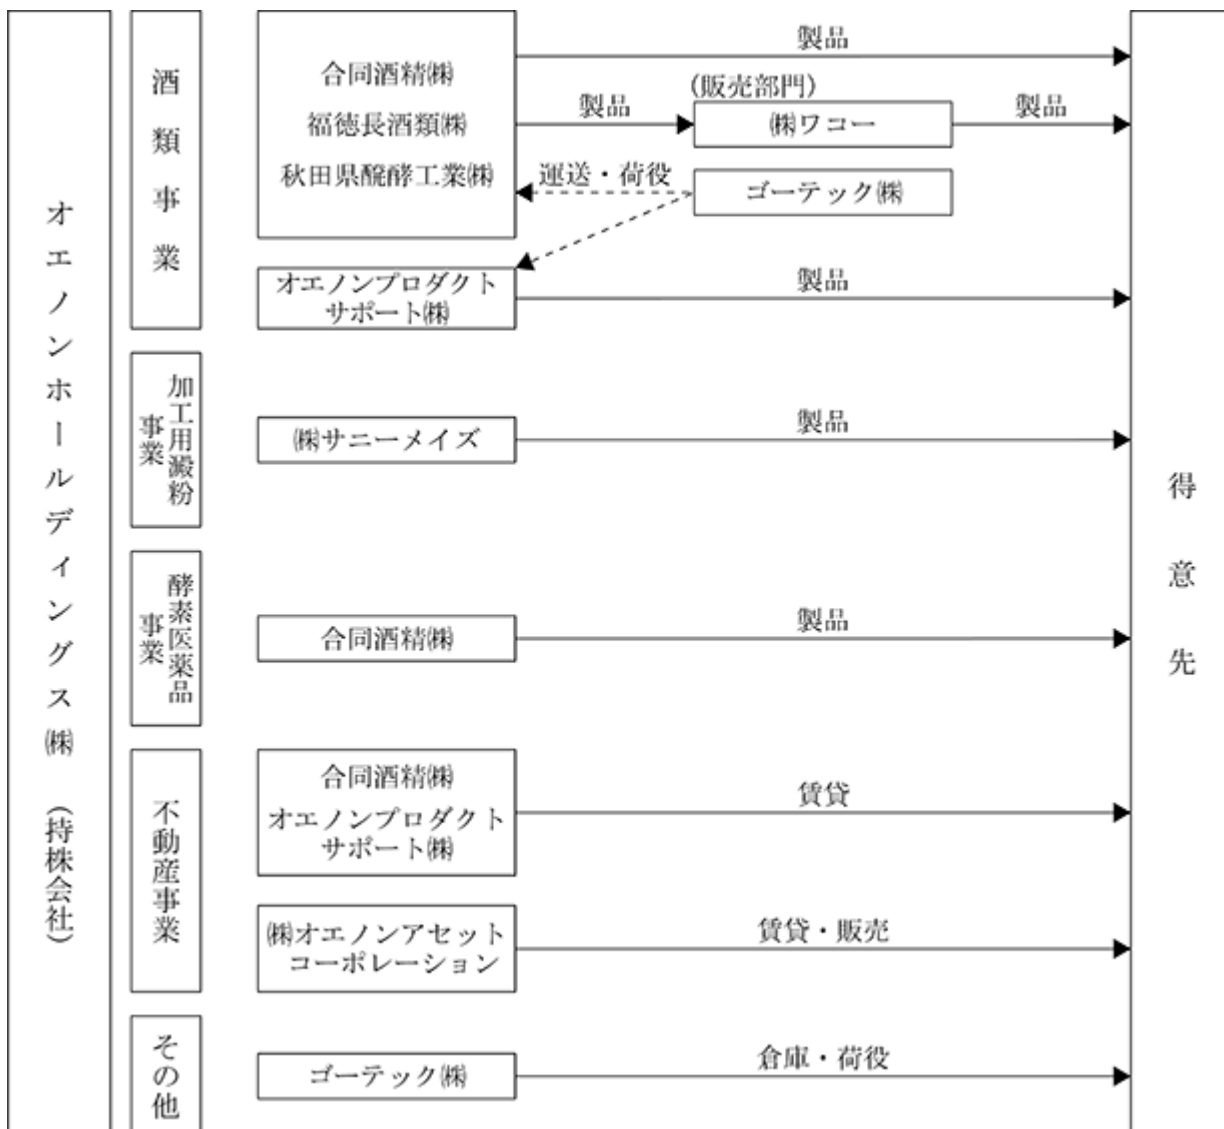 オエノンホールディングス㈱（持株会社）
酒類事業
合同酒精㈱
福徳長酒類㈱
秋田県醗酵工業㈱
製品
製品
(販売部門)
㈱ワコー
製品
運送・荷役
ゴーテック㈱
オエノンプロダクト
サポート㈱
製品
加工用澱粉
事業
㈱サニーメイズ
製品
酵素医薬品
事業
合同酒精㈱
製品
不動産事業
合同酒精㈱
オエノンプロダクト
サポート㈱
賃貸
㈱オエノンアセット
コーポレーション
賃貸・販売
その他
ゴーテック㈱
倉庫・荷役
得意先